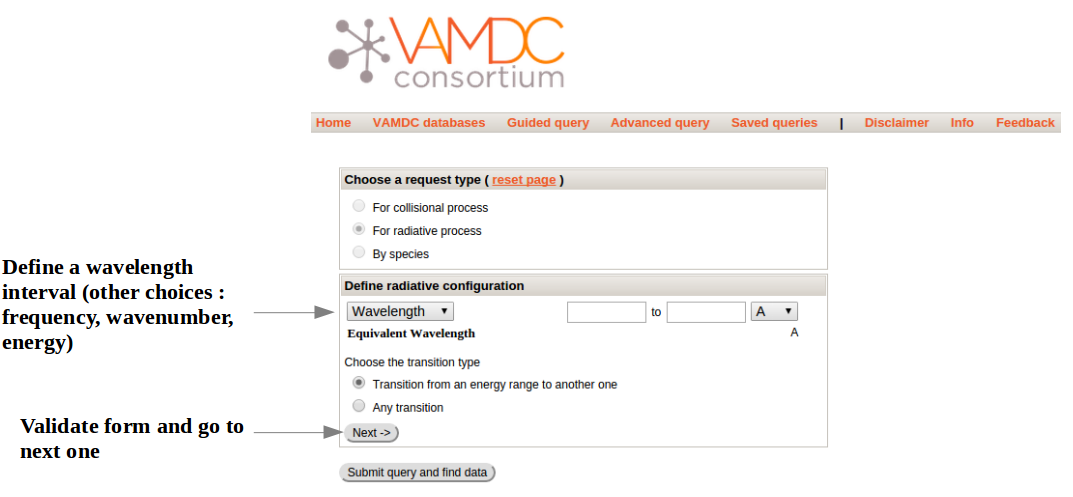 VAMDC
consortium
Home VAMDC databases Guided query Advanced query Saved queries | Disclaimer Info Feedback
Choose a request type ( reset page )
For collisional process
For radiative process
By species
Define a wavelength
interval (other choices :
frequency, wavenumber,
energy)
Define radiative configuration
Wavelength to A
Equivalent Wavelength A
Choose the transition type
Transition from an energy range to another one
Any transition
Validate form and go to
next one
Next ->
Submit query and find data